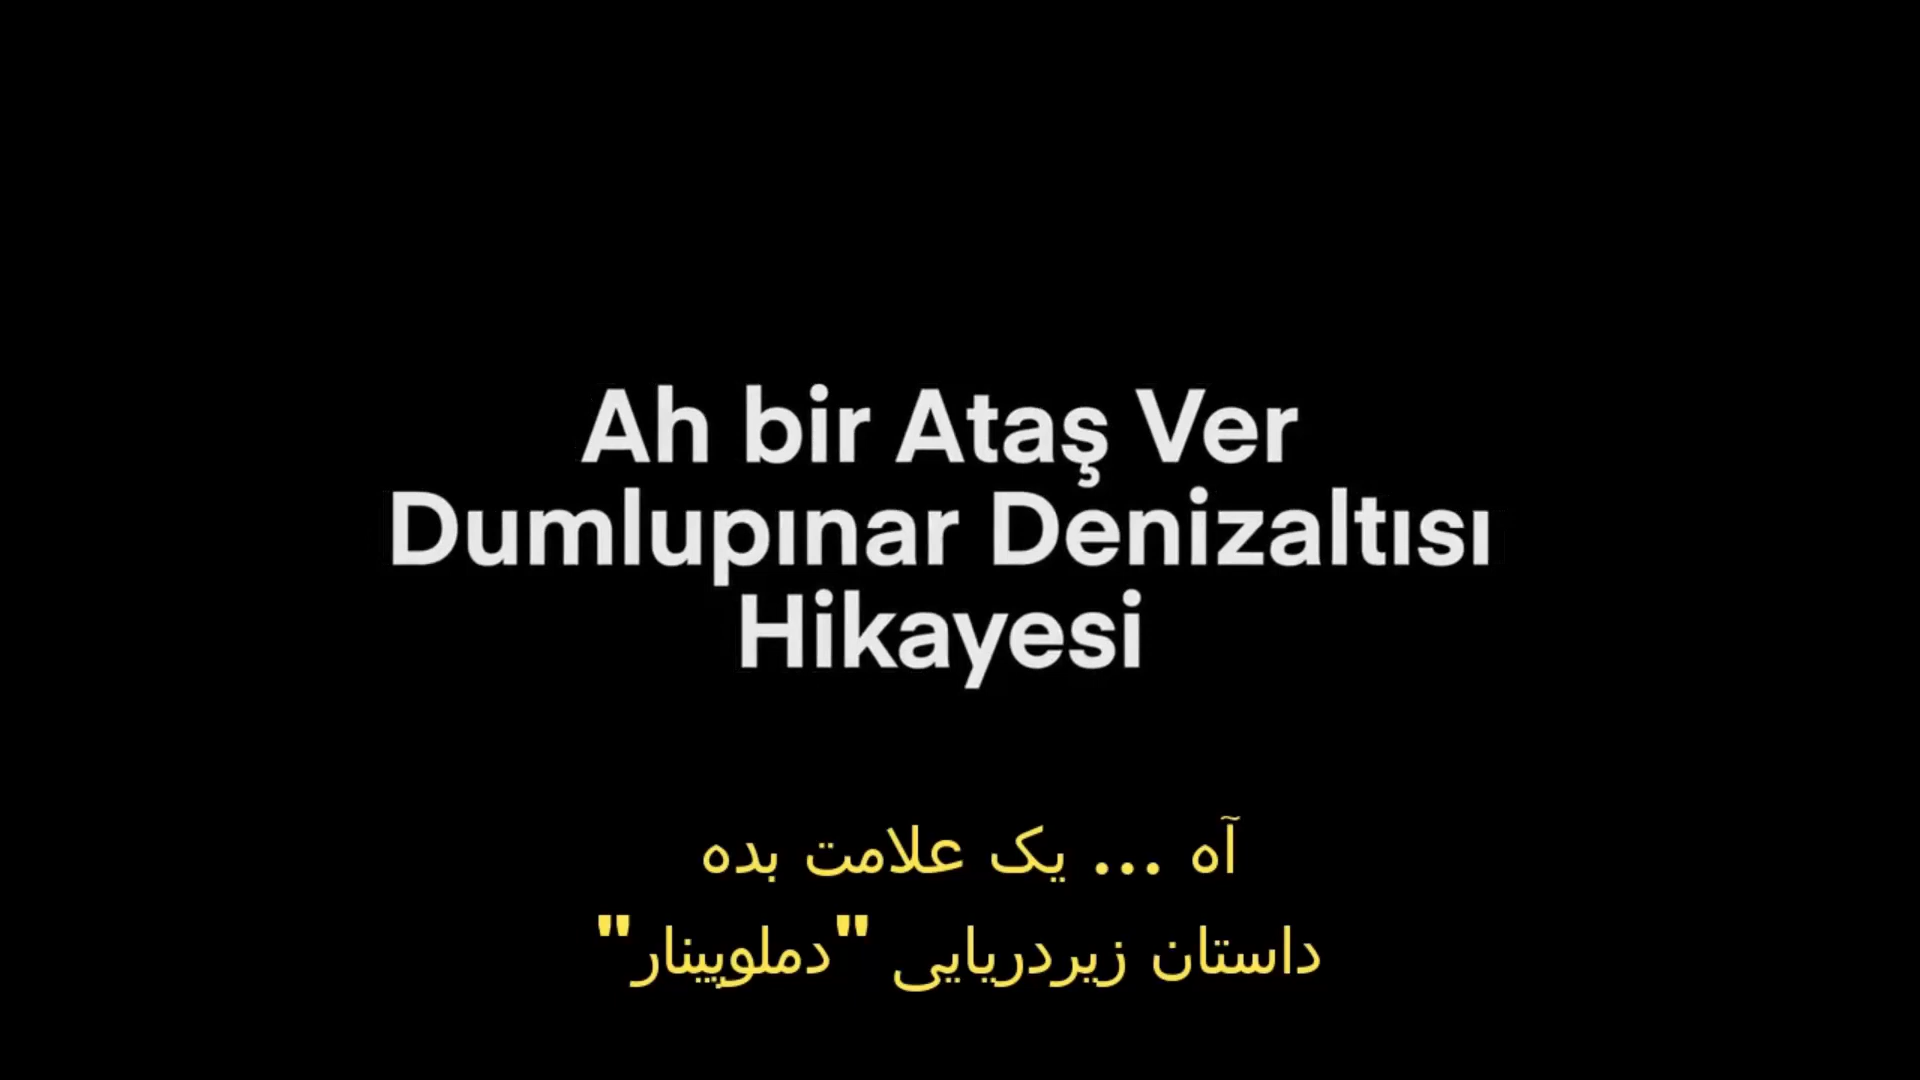 Ah bir Ataş Ver
Dumlupınar Denizaltısı
Hikayesi
آه ... یک علامت بده
داستان زیردریایی "دملوپینار"